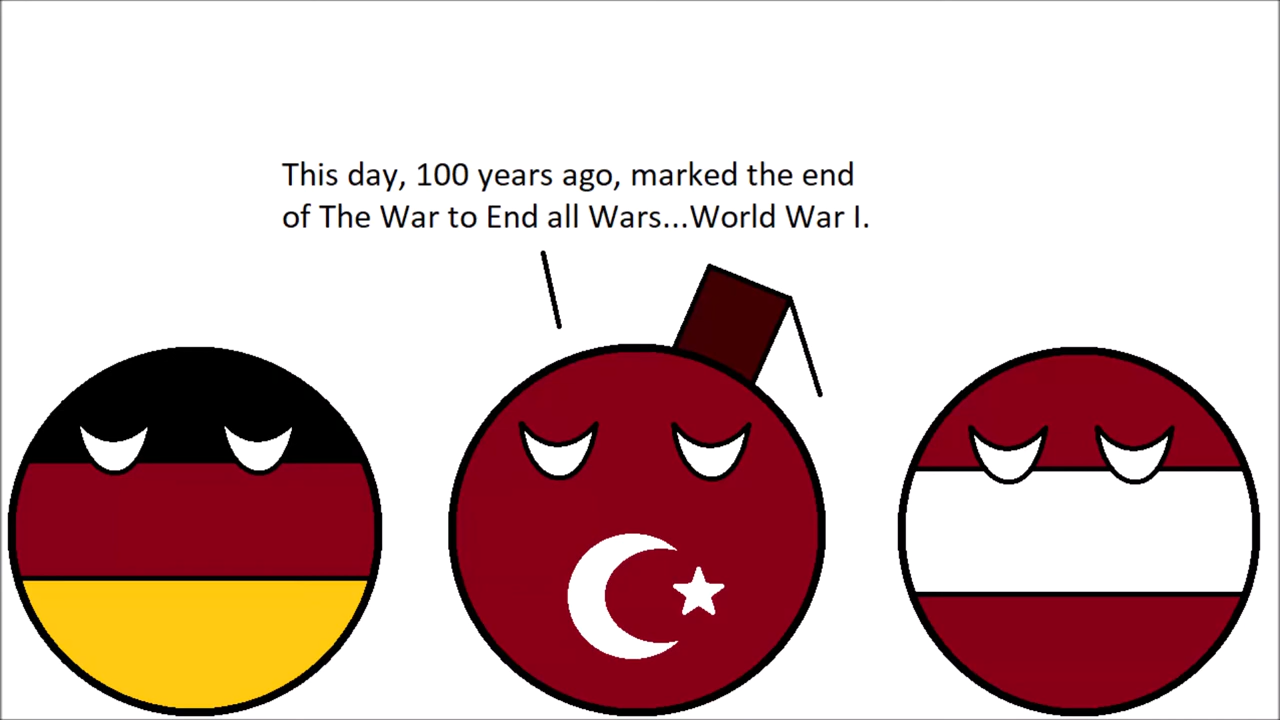 This day, 100 years ago, marked the end
of The War to End all Wars...World War I.